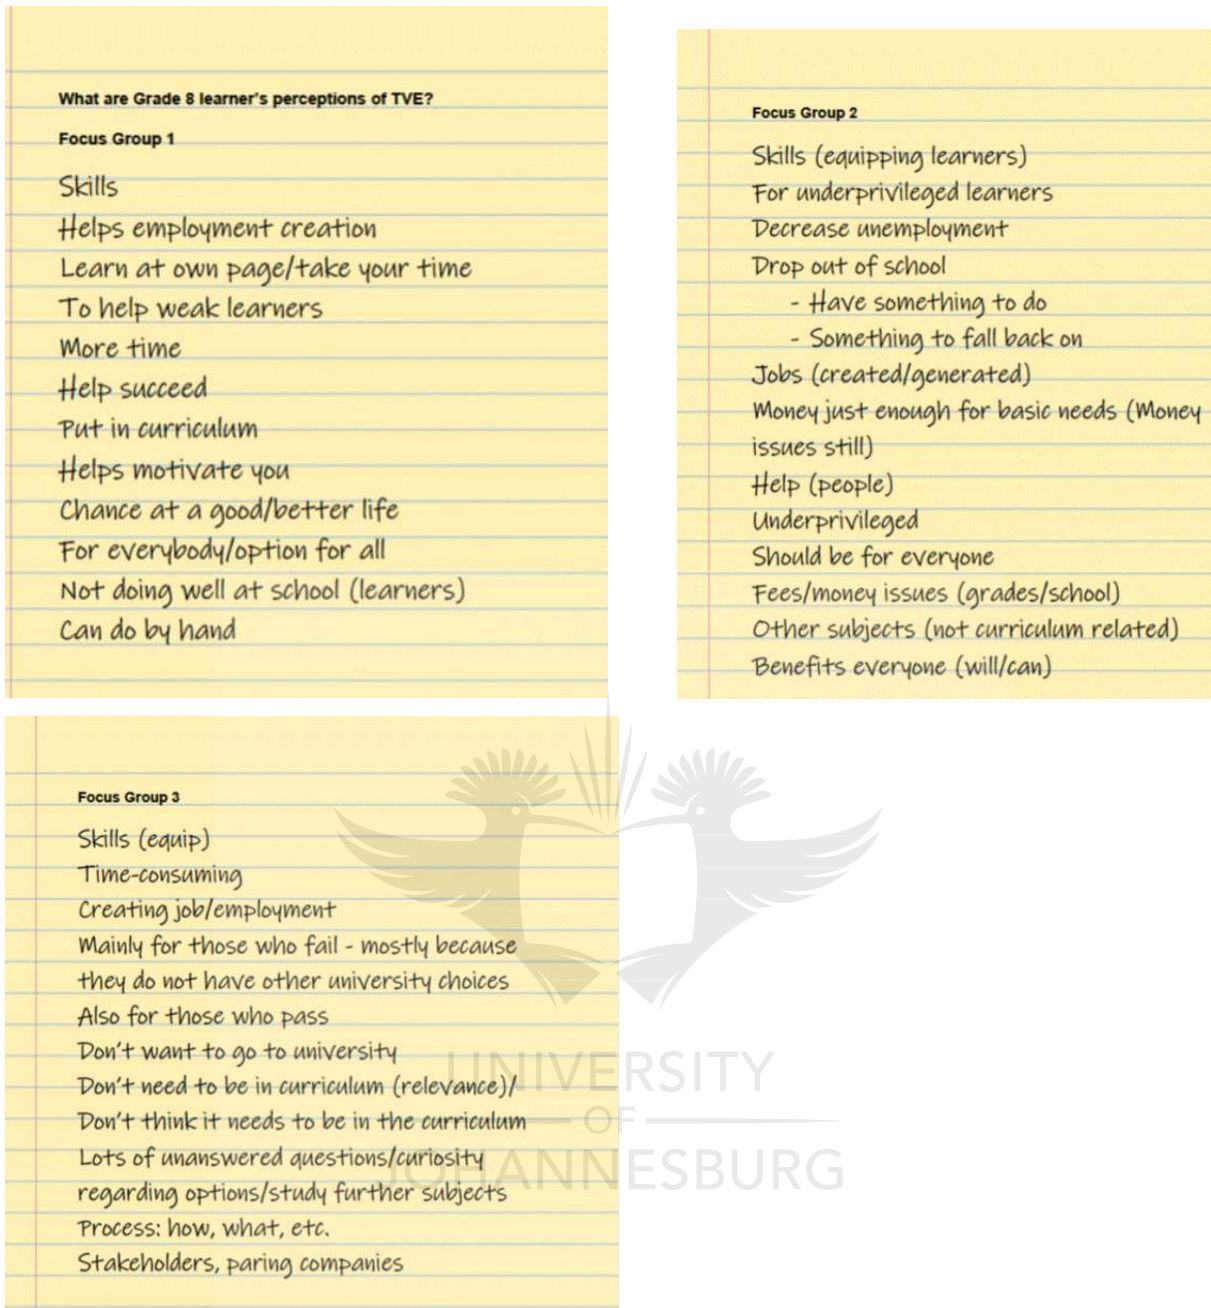 What are Grade 8 learner's perceptions of TVE?
Focus Group 1
Skills
Helps employment creation
Learn at own page/take your time
To help weak learners
More time
Help succeed
Put in curriculum
Helps motivate you
Chance at a good/better life
For everybody/option for all
Not doing well at school (learners)
Can do by hand
Focus Group 2
Skills (equipping learners)
For underprivileged learners
Decrease unemployment
Drop out of school
- Have something to do
- Something to fall back on
Jobs (created/generated)
Money just enough for basic needs (Money
issues still)
Help (people)
Underprivileged
Should be for everyone
Fees/money issues (grades/school)
Other subjects (not curriculum related)
Benefits everyone (will/can)
Focus Group 3
Skills (equip)
Time-consuming
Creating job/employment
Mainly for those who fail - mostly because
they do not have other university choices
Also for those who pass
Don't want to go to university
Don't need to be in curriculum (relevance)/
Don't think it needs to be in the curriculum
Lots of unanswered questions/curiosity
regarding options/study further subjects
Process: how, what, etc.
Stakeholders, paring companies
UNIVERSITY
OF
JOHANNESBURG